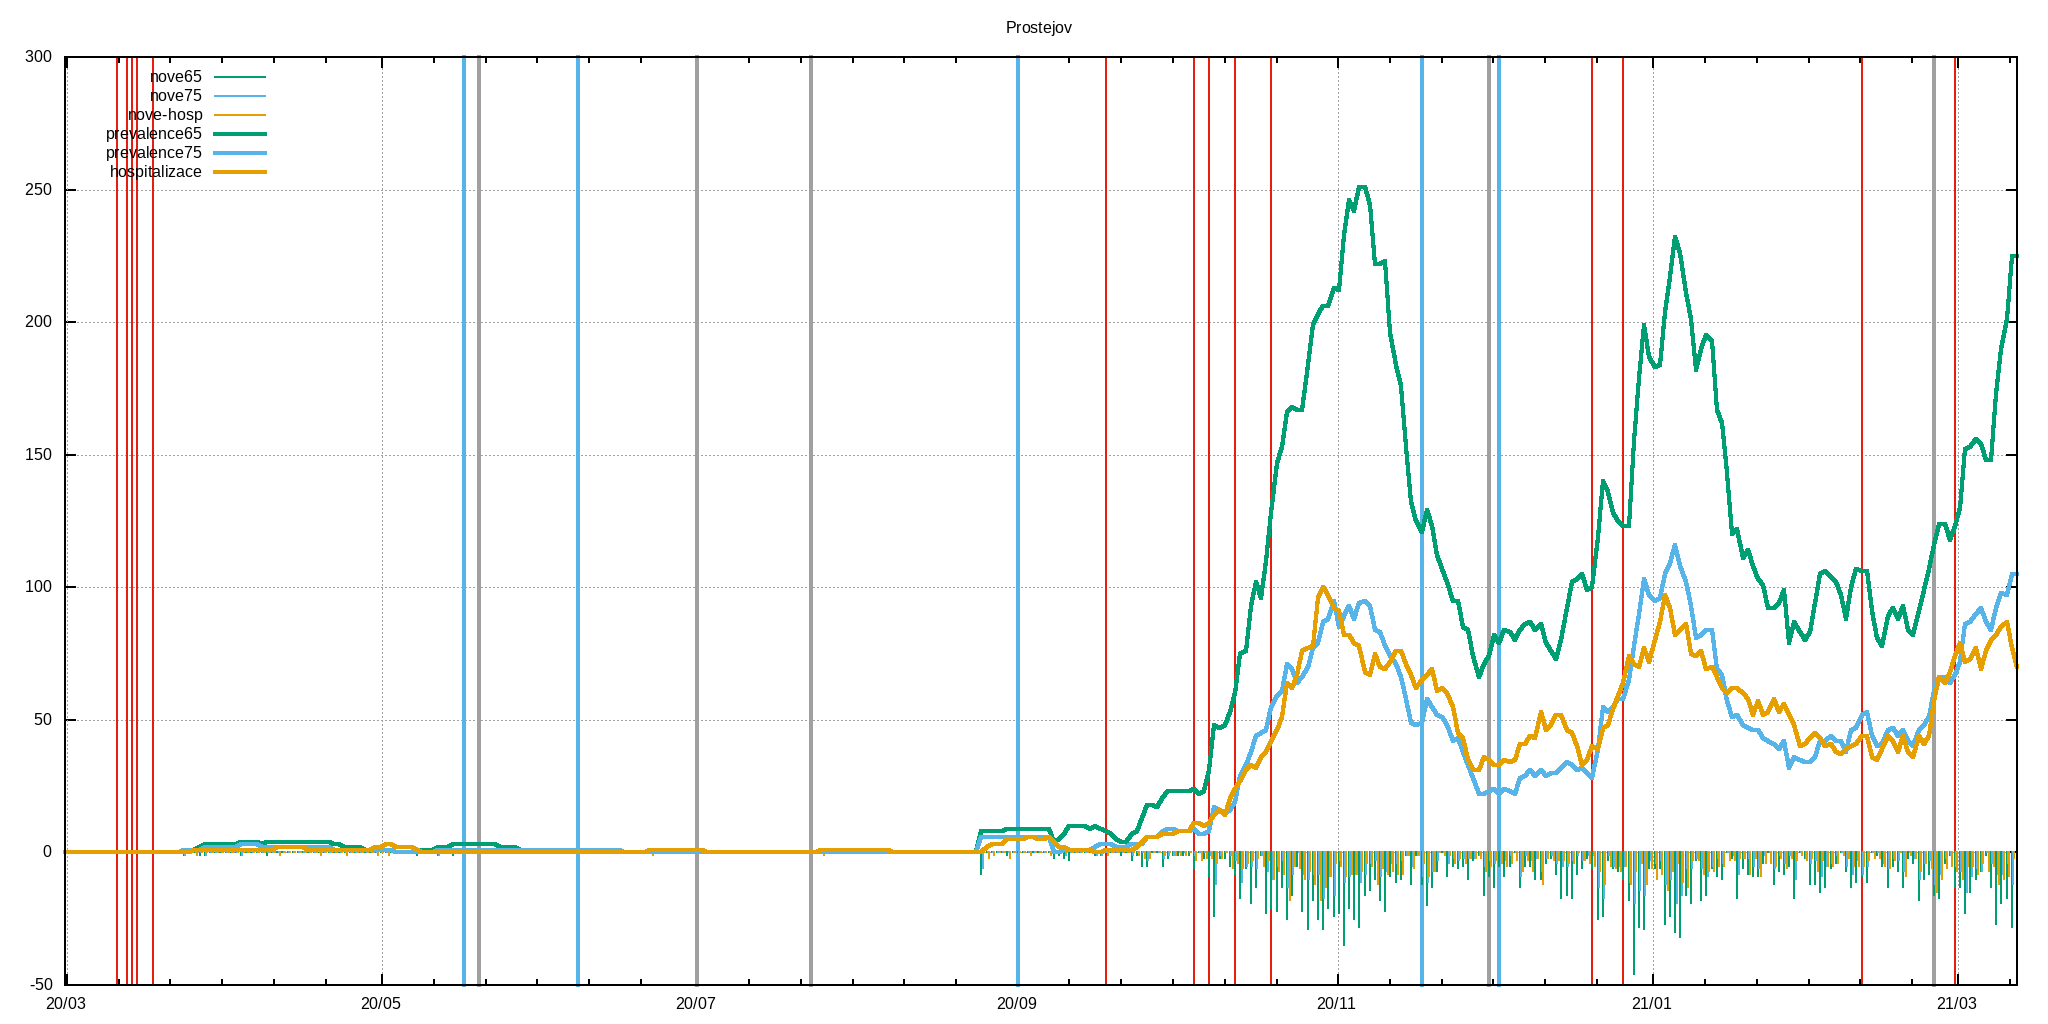 Prostejov
300
250
200
150
100
50
0
-50
nove65
nove75
nove-hosp
prevalence65
prevalence75
hospitalizace
20/03 20/05 20/07 20/09 20/11 21/01 21/03